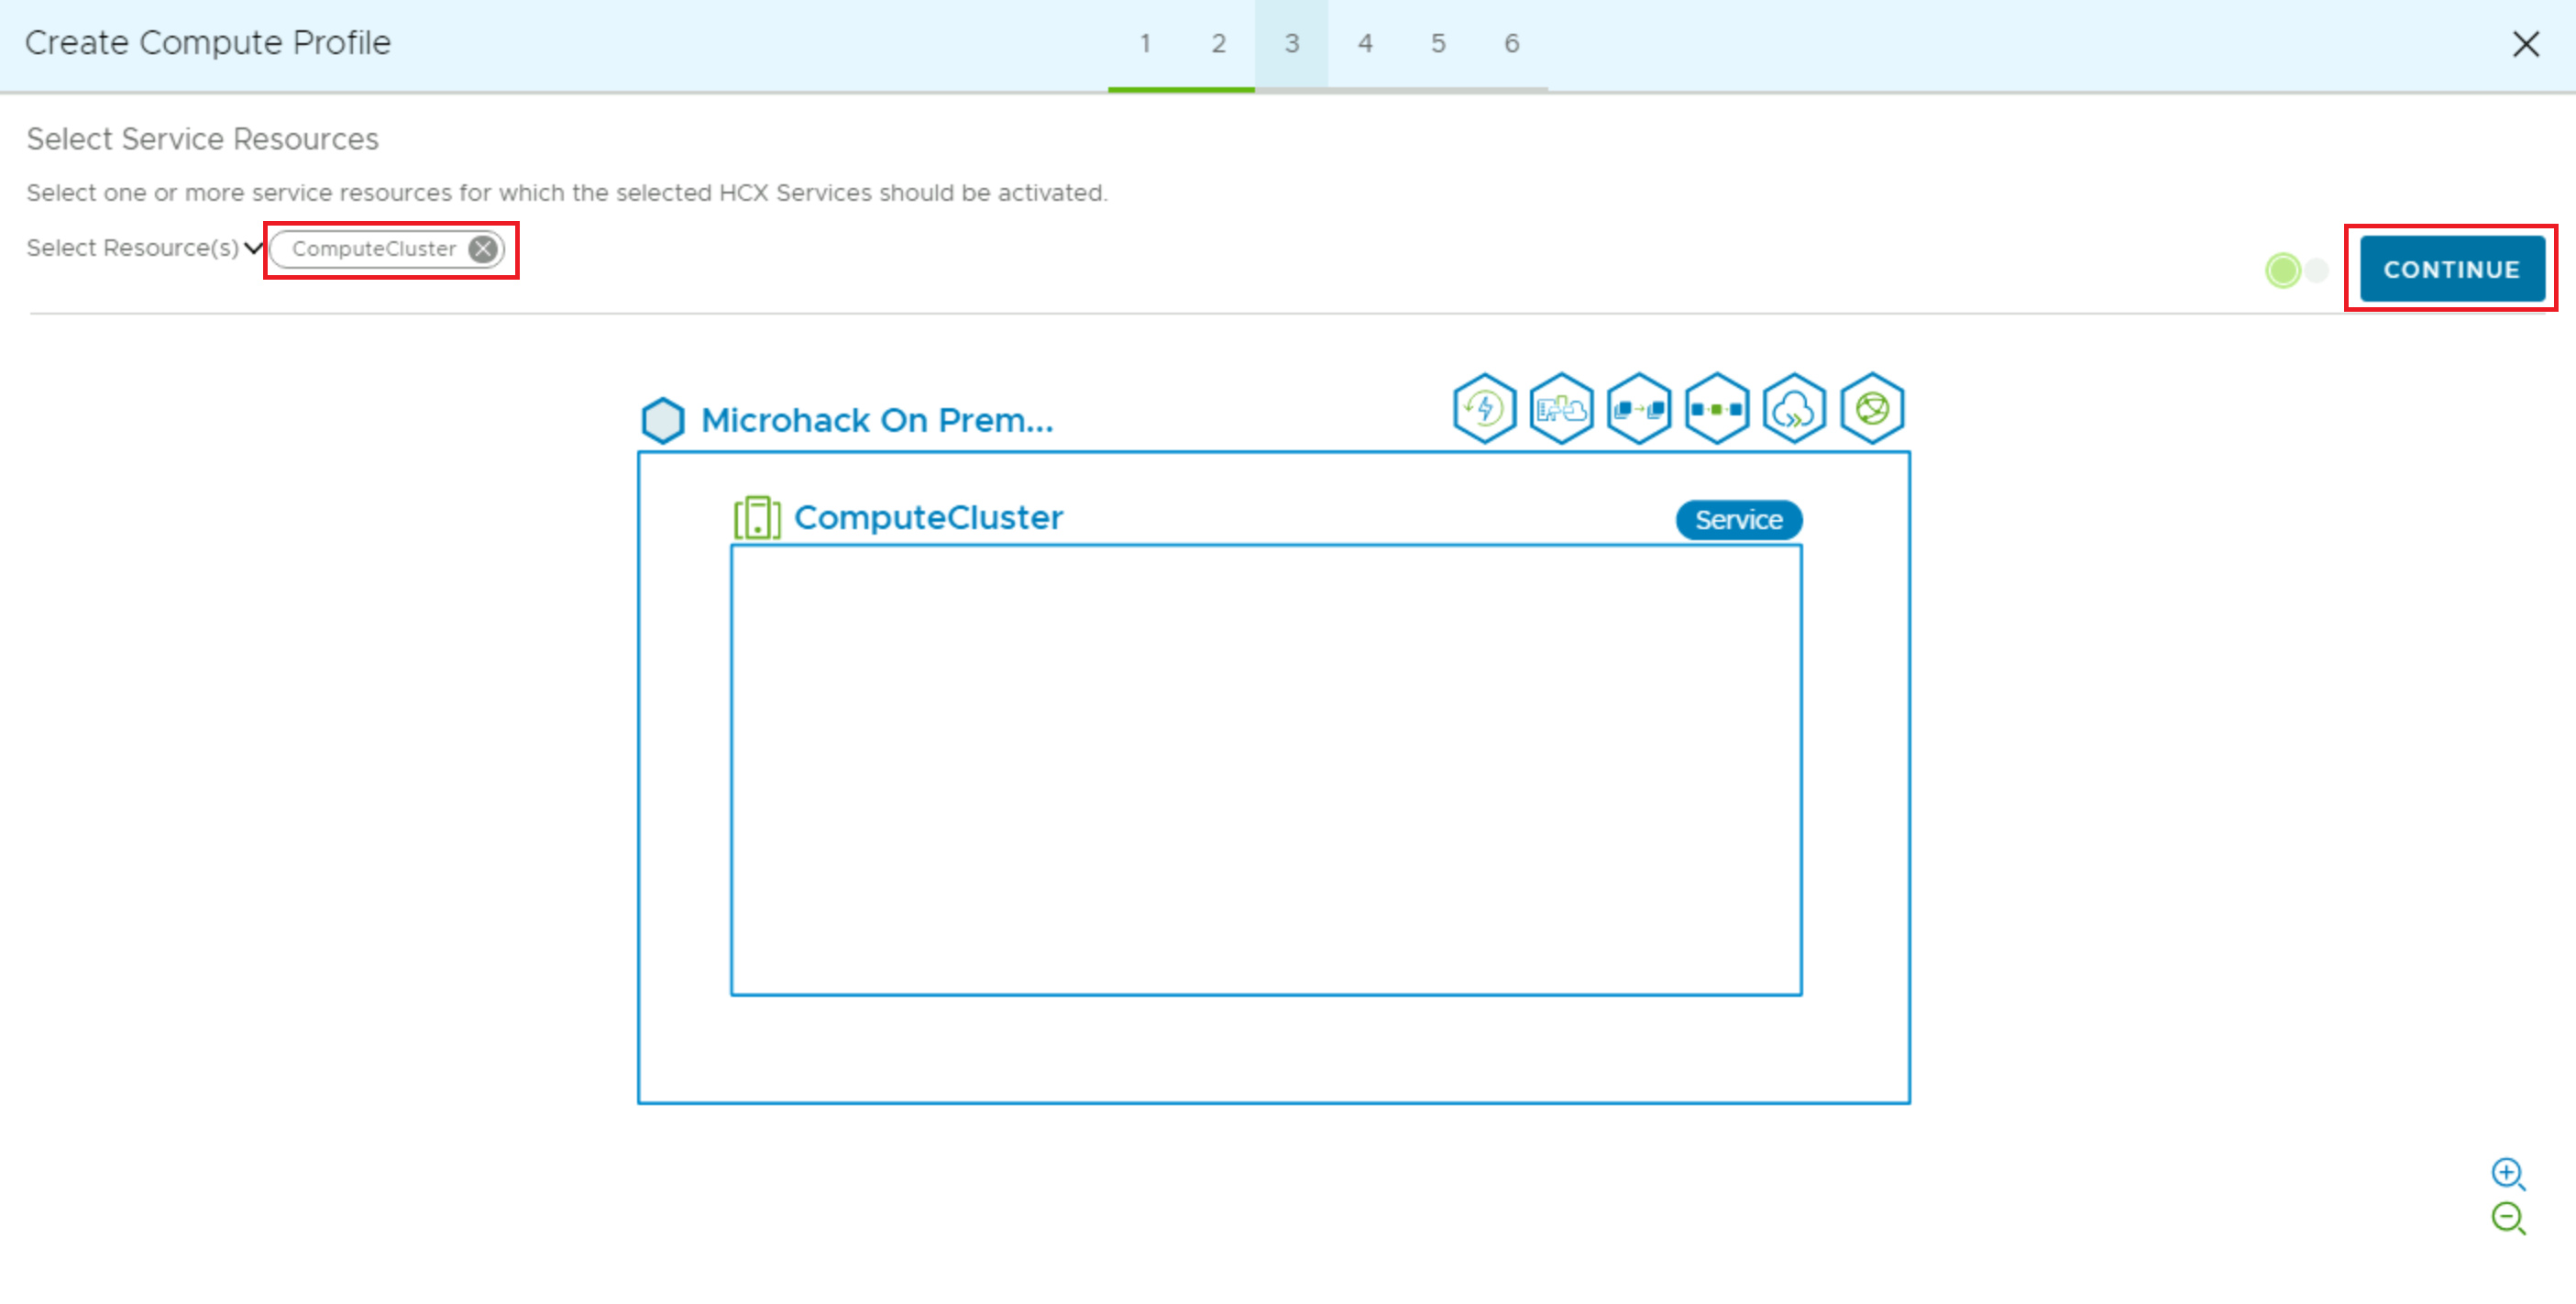 Create Compute Profile
1 2 3 4 5 6
Select Service Resources
Select one or more service resources for which the selected HCX Services should be activated.
Select Resource(s) ComputeCluster
CONTINUE
Microhack On Prem...
ComputeCluster
Service